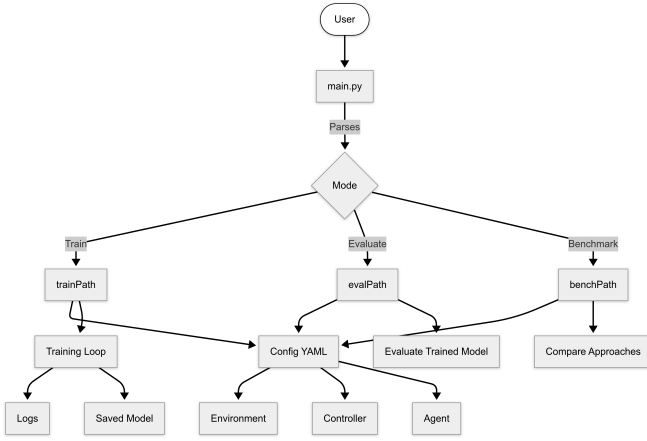 User
main.py
Parses
Mode
Train
Evaluate
Benchmark
trainPath
evalPath
benchPath
Training Loop
Config YAML
Evaluate Trained Model
Compare Approaches
Logs
Saved Model
Environment
Controller
Agent